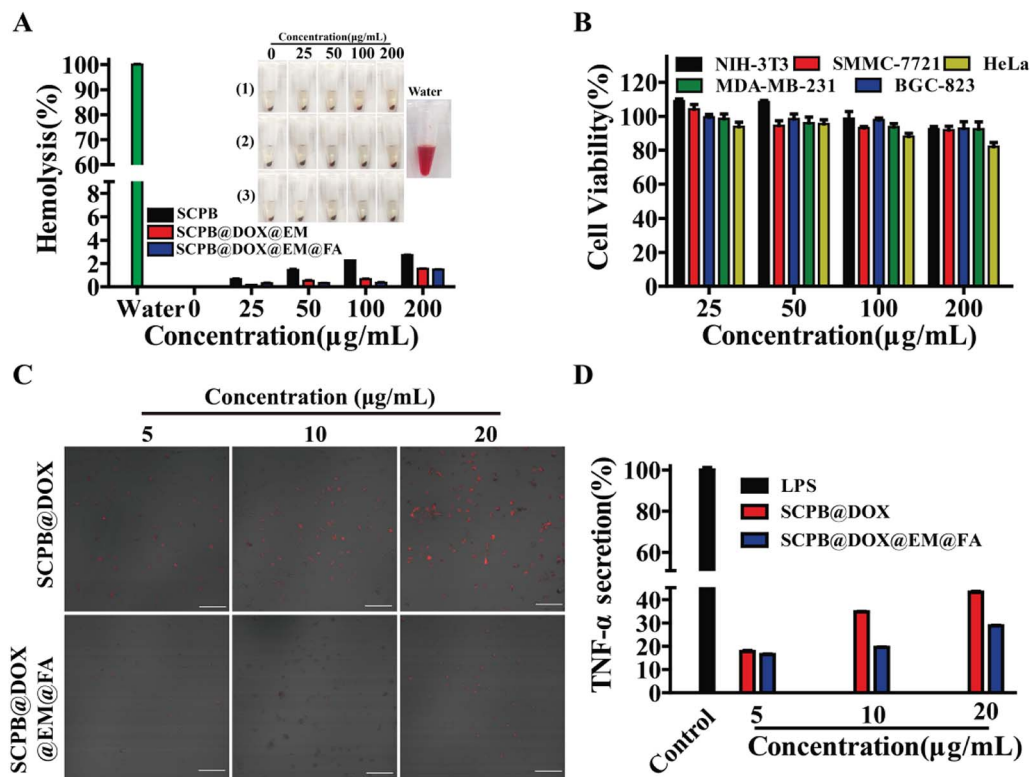 A
Concentration(μg/mL)
0 25 50 100 200
(1)
(2)
(3)
Water
Hemolysis(%)
100
90
80
70
60
8
6
4
2
0
SCPB
SCPB@DOX@EM
SCPB@DOX@EM@FA
Water 0 25 50 100 200
Concentration(μg/mL)
B
NIH-3T3 SMMC-7721 HeLa
MDA-MB-231 BGC-823
Cell Viability(%)
120
100
80
60
40
20
0
25 50 100 200
Concentration(μg/mL)
C
Concentration (μg/mL)
5 10 20
SCPB@DOX
SCPB@DOX
@EM@FA
D
TNF-α secretion(%)
100
80
60
40
30
20
10
0
LPS
SCPB@DOX
SCPB@DOX@EM@FA
Control 5 10 20
Concentration(μg/mL)